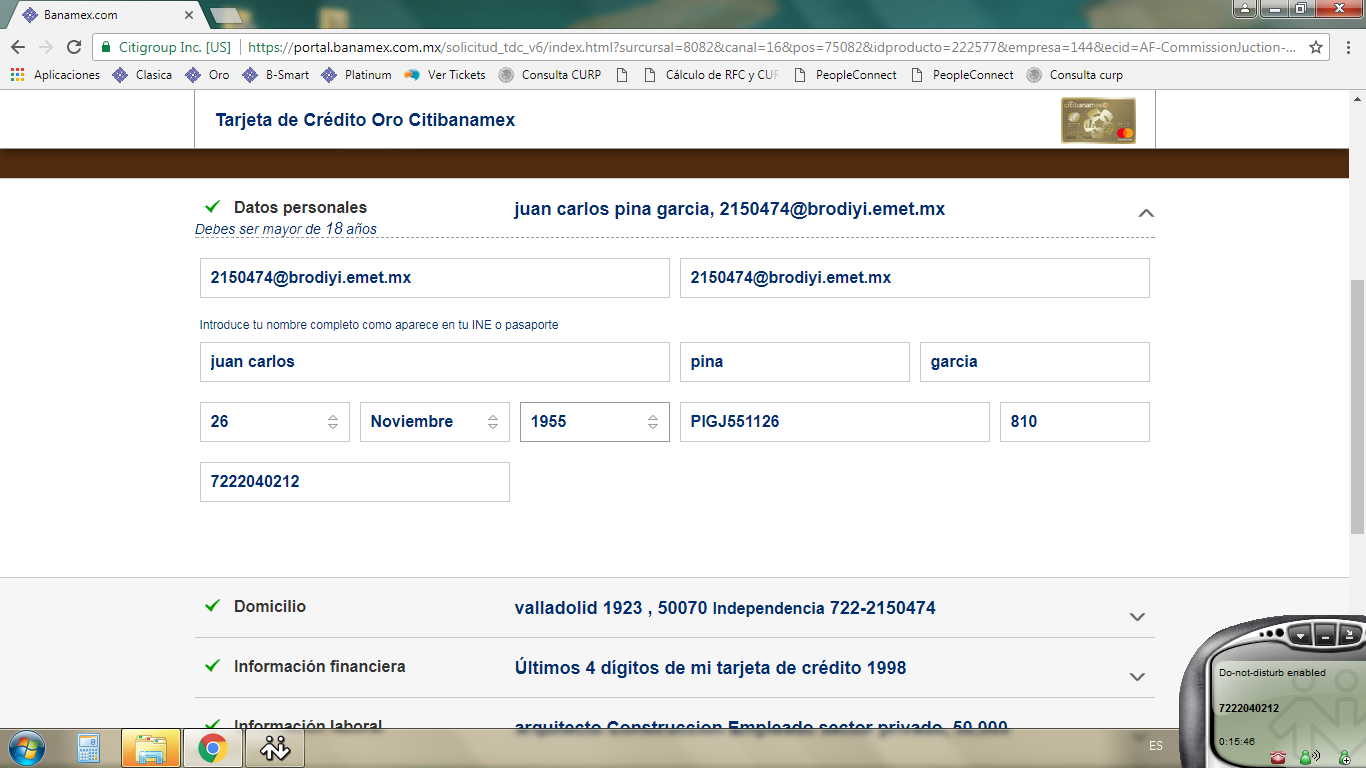 Banamex.com
Citigroup Inc. [US] https://portal.banamex.com.mx/solicitud_tdc_v6/index.html?surcursal=8082&canal=16&pos=75082&idproducto=222577&empresa=144&ecid=AF-CommissionJuction-...
Aplicaciones Clasica Oro B-Smart Platinum Ver Tickets Consulta CURP Cálculo de RFC y CUR PeopleConnect PeopleConnect Consulta curp
Tarjeta de Crédito Oro Citibanamex
citibanamex
Datos personales juan carlos pina garcia, 2150474@brodiyi.emet.mx
Debes ser mayor de 18 años
2150474@brodiyi.emet.mx 2150474@brodiyi.emet.mx
Introduce tu nombre completo como aparece en tu INE o pasaporte
juan carlos pina garcia
26 Noviembre 1955 PIGJ551126 810
7222040212
Domicilio valladolid 1923 , 50070 Independencia 722-2150474
Información financiera Últimos 4 dígitos de mi tarjeta de crédito 1998
Información laboral arquitecto Construccion Empleado sector privado, 50,000
Do-not-disturb enabled
7222040212
0:15:46
ES